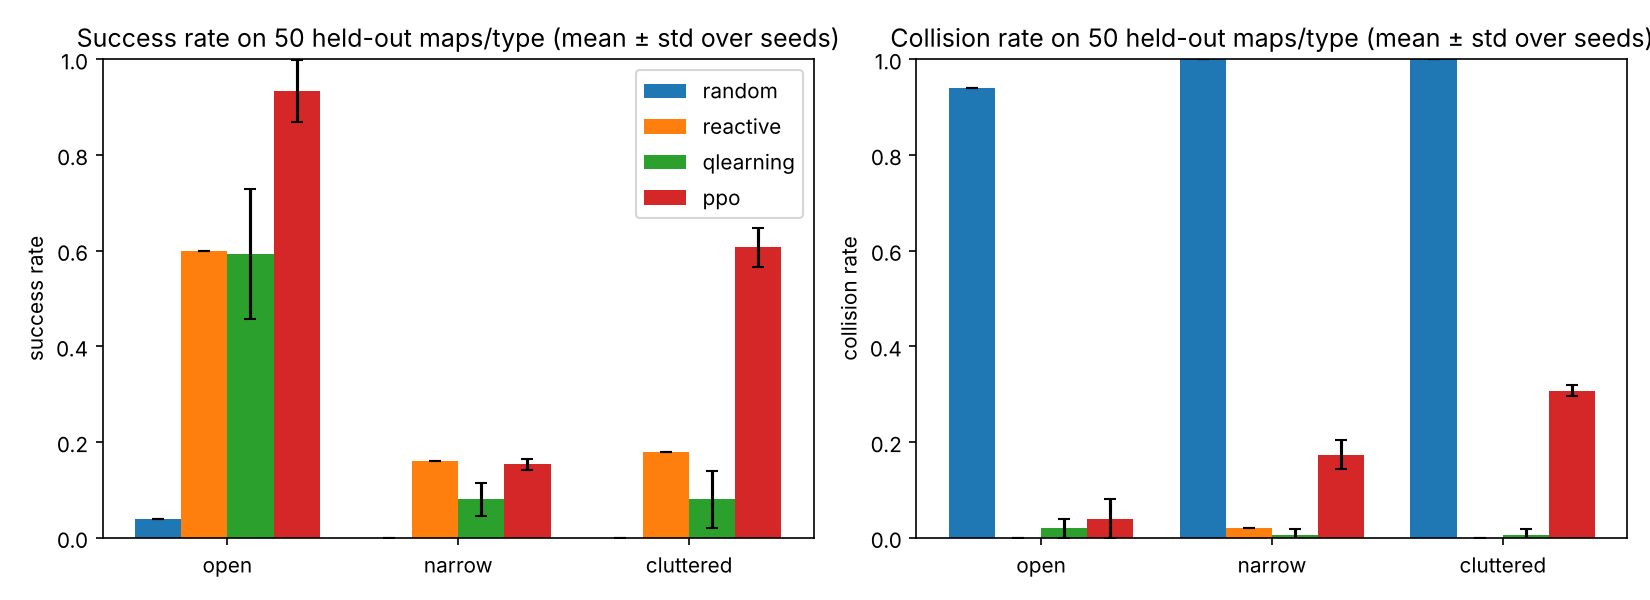 Success rate on 50 held-out maps/type (mean ± std over seeds)
1.0
0.8
0.6
0.4
0.2
0.0
success rate
random
reactive
qlearning
ppo
open
narrow
cluttered
Collision rate on 50 held-out maps/type (mean ± std over seeds)
1.0
0.8
0.6
0.4
0.2
0.0
collision rate
open
narrow
cluttered